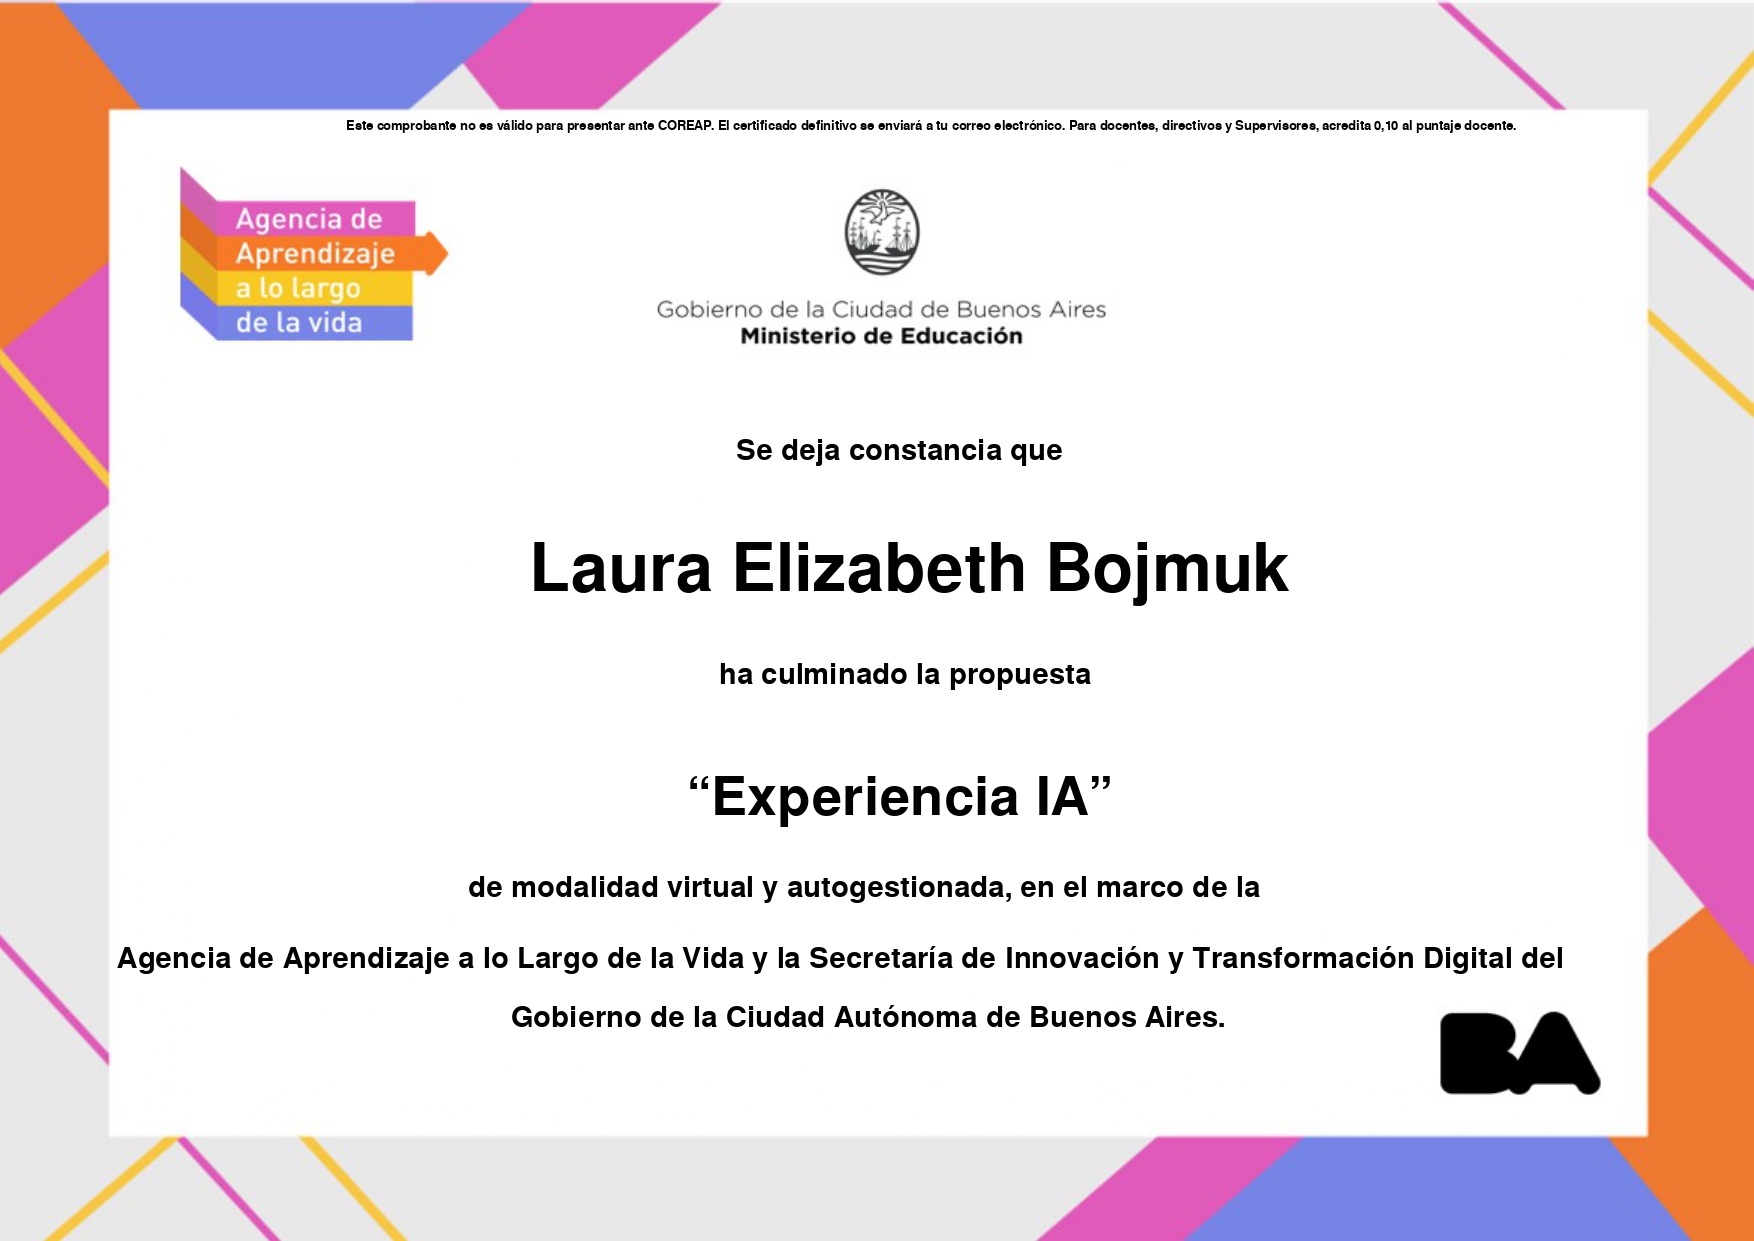 Este comprobante no es válido para presentar ante COREAP. El certificado definitivo se enviará a tu correo electrónico. Para docentes, directivos y Supervisores, acredita 0,10 al puntaje docente.
Agencia de
Aprendizaje
a lo largo
de la vida
Gobierno de la Ciudad de Buenos Aires
Ministerio de Educación
Se deja constancia que
Laura Elizabeth Bojmuk
ha culminado la propuesta
“Experiencia IA”
de modalidad virtual y autogestionada, en el marco de la
Agencia de Aprendizaje a lo Largo de la Vida y la Secretaría de Innovación y Transformación Digital del
Gobierno de la Ciudad Autónoma de Buenos Aires.
BA